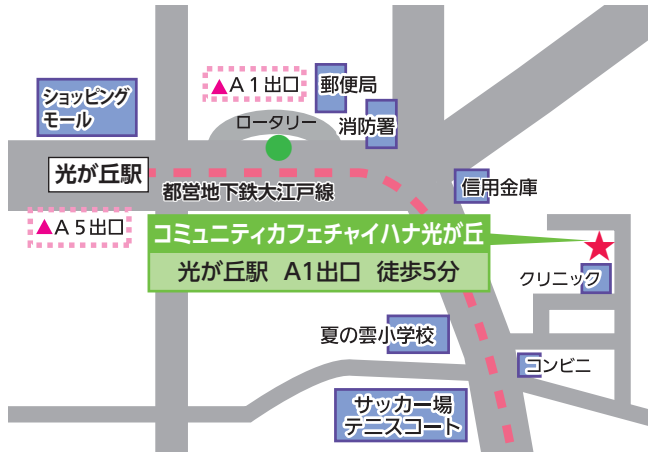 ▲A1出口
郵便局
ショッピング
モール
ロータリー
消防署
光が丘駅
都営地下鉄大江戸線
信用金庫
▲A5出口
コミュニティカフェチャイハナ光が丘
光が丘駅 A1出口 徒歩5分
クリニック
夏の雲小学校
コンビニ
サッカー場
テニスコート